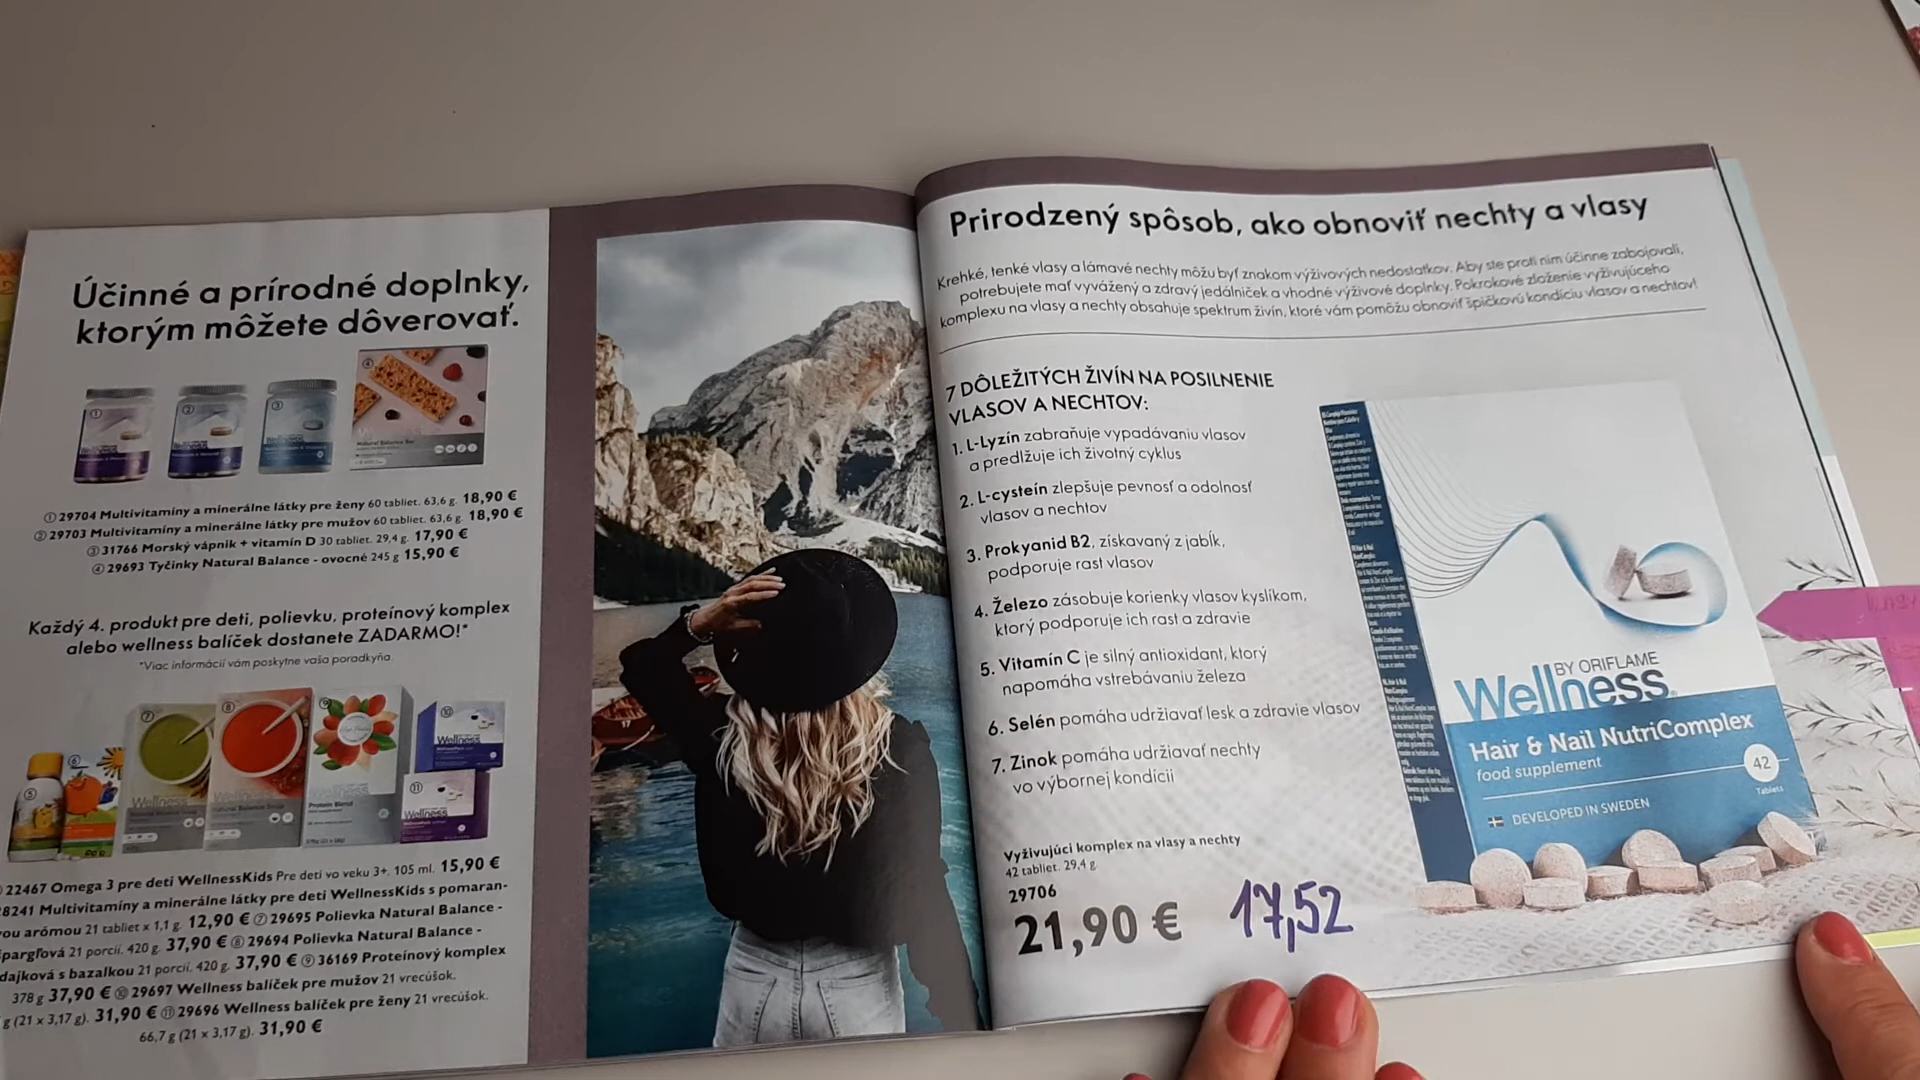 Účinné a prírodné doplnky,
ktorým môžete dôverovať.
① 29704 Multivitamíny a minerálne látky pre ženy 60 tabliet. 63,6 g. 18,90 €
② 29703 Multivitamíny a minerálne látky pre mužov 60 tabliet. 63,6 g. 18,90 €
③ 31766 Morský vápnik + vitamín D 30 tabliet. 29,4 g. 17,90 €
④ 29693 Tyčinky Natural Balance - ovocné 245 g 15,90 €
Každý 4. produkt pre deti, polievku, proteínový komplex
alebo wellness balíček dostanete ZADARMO!*
*Viac informácií vám poskytne vaša poradkyňa.
22467 Omega 3 pre deti WellnessKids Pre deti vo veku 3+. 105 ml. 15,90 €
8241 Multivitamíny a minerálne látky pre deti WellnessKids s pomaran-
vou arómou 21 tabliet x 1,1 g. 12,90 € ⑦ 29695 Polievka Natural Balance -
špargľová 21 porcií. 420 g. 37,90 € ⑧ 29694 Polievka Natural Balance -
dajková s bazalkou 21 porcií. 420 g. 37,90 € ⑨ 36169 Proteínový komplex
378 g 37,90 € ⑩ 29697 Wellness balíček pre mužov 21 vrecúšok.
g (21 x 3,17 g). 31,90 € ⑪ 29696 Wellness balíček pre ženy 21 vrecúšok.
66,7 g (21 x 3,17 g). 31,90 €
Prirodzený spôsob, ako obnoviť nechty a vlasy
Krehké, tenké vlasy a lámavé nechty môžu byť znakom výživových nedostatkov. Aby ste proti nim účinne zabojovali,
potrebujete mať vyvážený a zdravý jedálniček a vhodné výživové doplnky. Pokrokové zloženie vyživujúceho
komplexu na vlasy a nechty obsahuje spektrum živín, ktoré vám pomôžu obnoviť špičkovú kondíciu vlasov a nechtov!
7 DÔLEŽITÝCH ŽIVÍN NA POSILNENIE
VLASOV A NECHTOV:
1. L-Lyzín zabraňuje vypadávaniu vlasov
a predlžuje ich životný cyklus
2. L-cysteín zlepšuje pevnosť a odolnosť
vlasov a nechtov
3. Prokyanid B2, získavaný z jabĺk,
podporuje rast vlasov
4. Železo zásobuje korienky vlasov kyslíkom,
ktorý podporuje ich rast a zdravie
5. Vitamín C je silný antioxidant, ktorý
napomáha vstrebávaniu železa
6. Selén pomáha udržiavať lesk a zdravie vlasov
7. Zinok pomáha udržiavať nechty
vo výbornej kondícii
Vyživujúci komplex na vlasy a nechty
42 tabliet. 29,4 g.
29706
21,90 € 17,52
BY ORIFLAME
Wellness
Hair & Nail NutriComplex
food supplement
42
Tablets
DEVELOPED IN SWEDEN